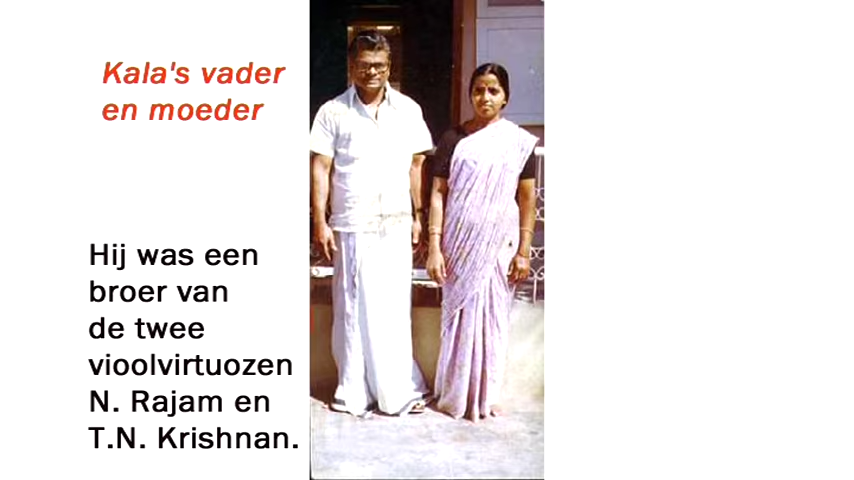 Kala's vader
en moeder
Hij was een
broer van
de twee
vioolvirtuozen
N. Rajam en
T.N. Krishnan.